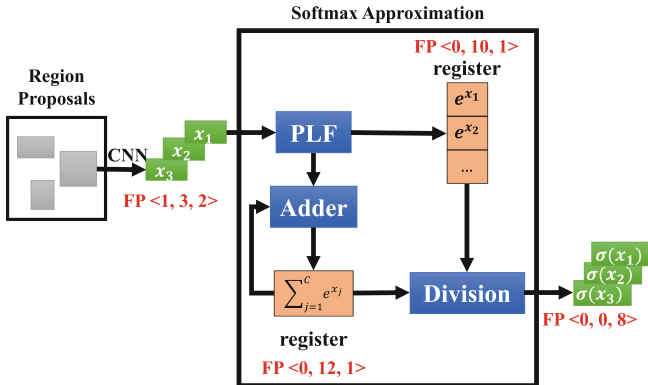 Softmax Approximation
FP <0, 10, 1>
register
Region
Proposals
CNN
x₁
x₂
x₃
FP <1, 3, 2>
PLF
e^{x₁}
e^{x₂}
...
Adder
∑_{j=1}^{C} e^{x_j}
register
FP <0, 12, 1>
Division
σ(x₁)
σ(x₂)
σ(x₃)
FP <0, 0, 8>